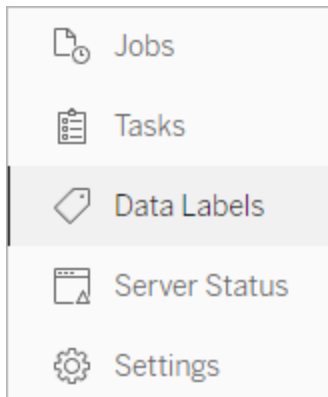 Jobs
Tasks
Data Labels
Server Status
Settings